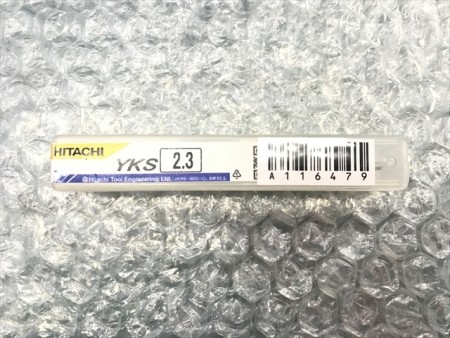 HITACHI
YKS 2.3
Hitachi Tool Engineering, Ltd.
A116479